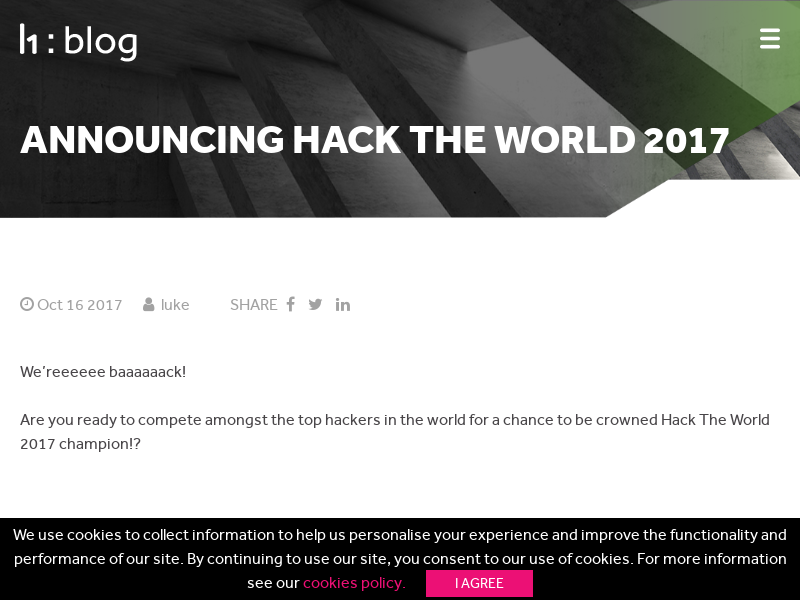 h1:blog
ANNOUNCING HACK THE WORLD 2017
Oct 16 2017 luke SHARE
We’reeeeee baaaaaack!
Are you ready to compete amongst the top hackers in the world for a chance to be crowned Hack The World
2017 champion!?
We use cookies to collect information to help us personalise your experience and improve the functionality and
performance of our site. By continuing to use our site, you consent to our use of cookies. For more information
see our cookies policy. I AGREE